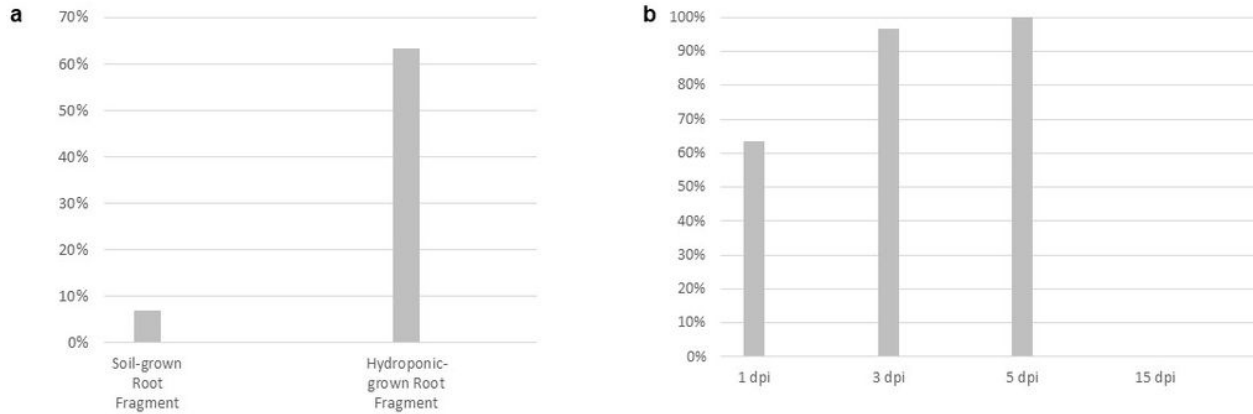 a
70%
60%
50%
40%
30%
20%
10%
0%
Soil-grown
Root
Fragment
Hydroponic-
grown Root
Fragment
b
100%
90%
80%
70%
60%
50%
40%
30%
20%
10%
0%
1 dpi
3 dpi
5 dpi
15 dpi